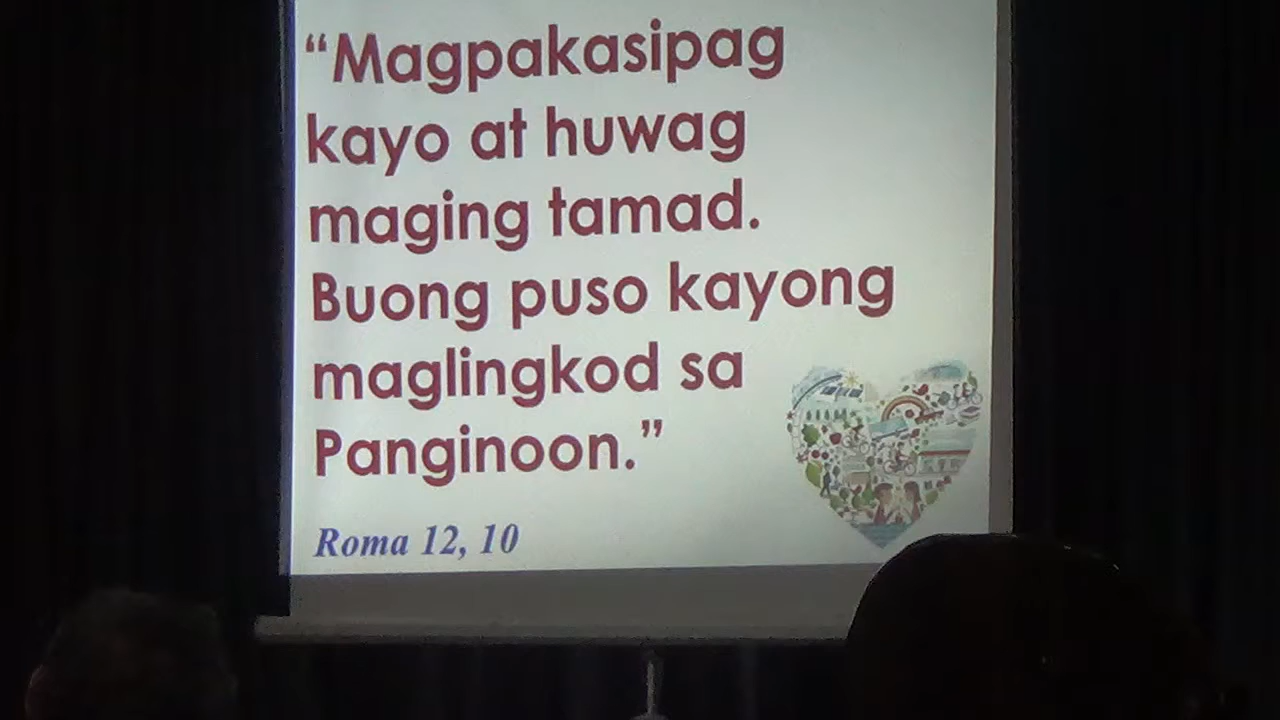 “Magpakasipag
kayo at huwag
maging tamad.
Buong puso kayong
maglingkod sa
Panginoon.”
Roma 12, 10